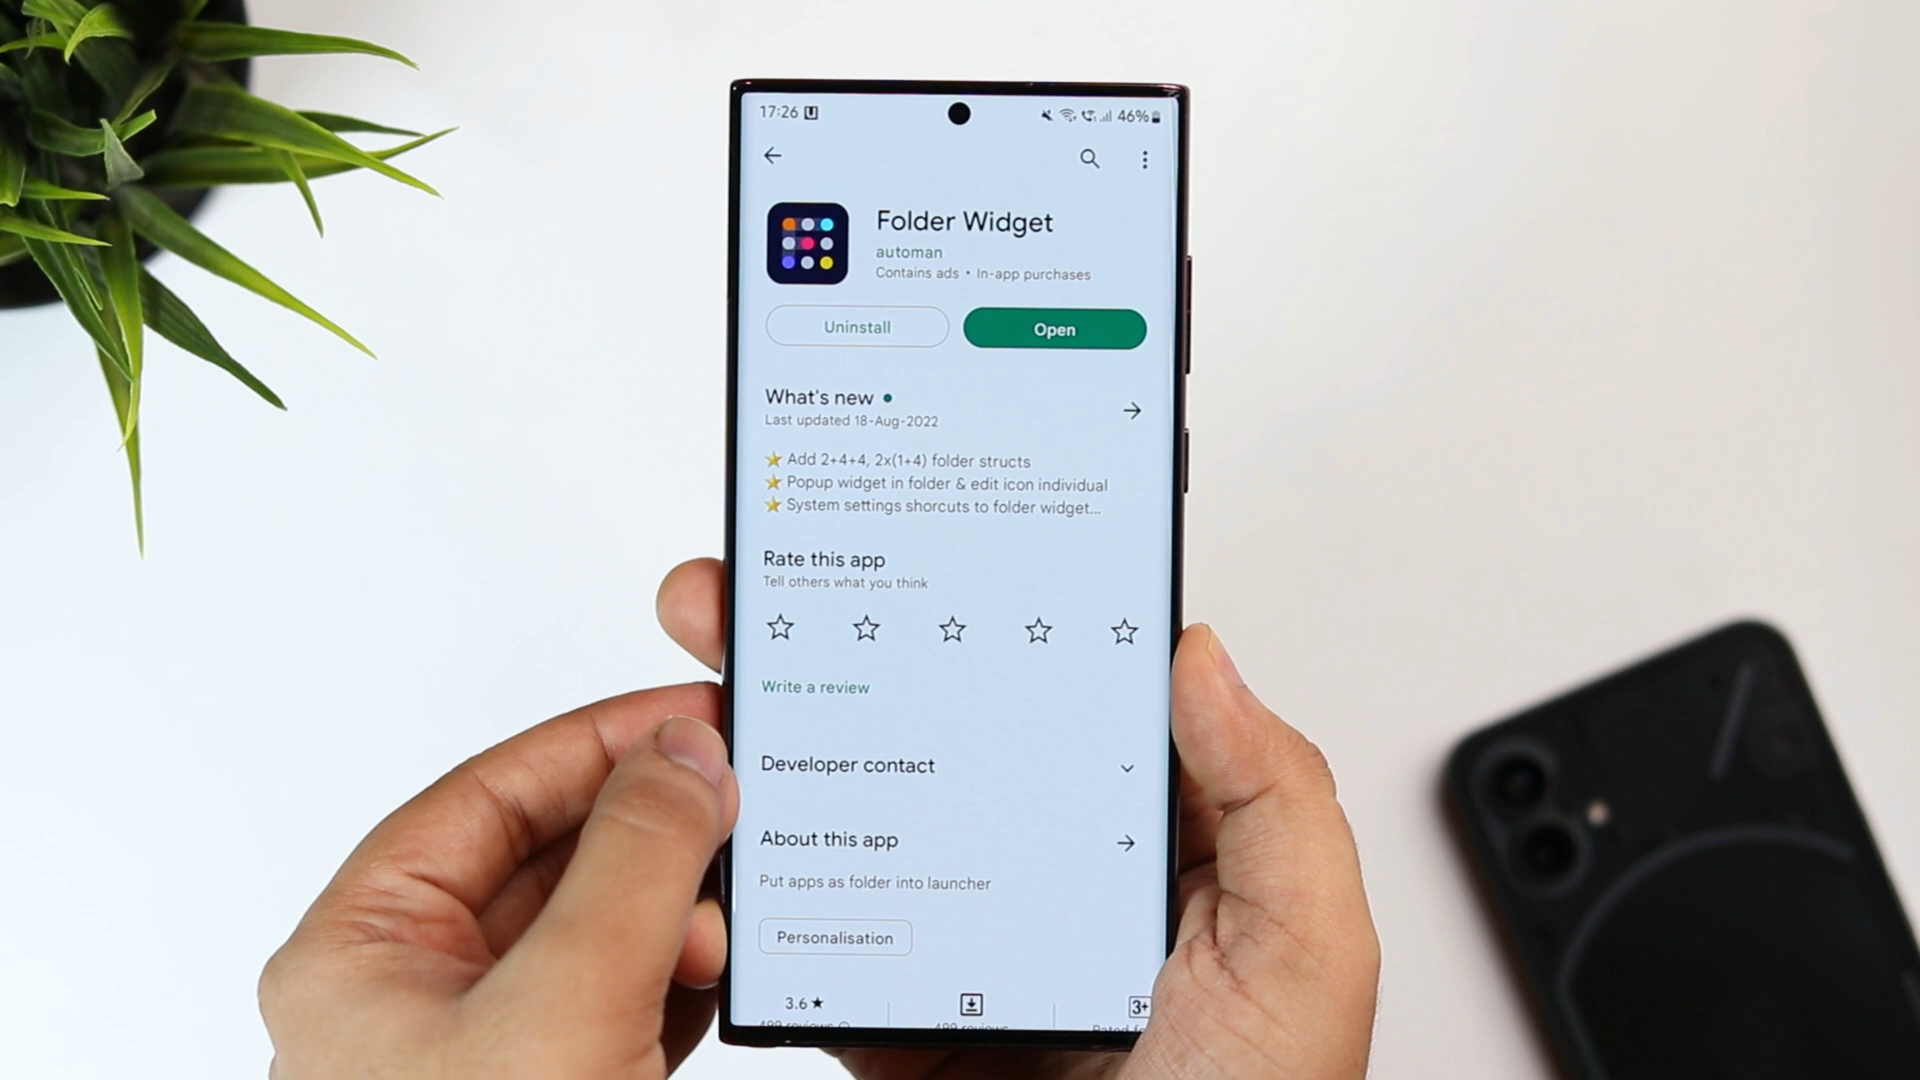 17:26
46%
Folder Widget
automan
Contains ads • In-app purchases
Uninstall
Open
What's new
Last updated 18-Aug-2022
⭐ Add 2+4+4, 2x(1+4) folder structs
⭐ Popup widget in folder & edit icon individual
⭐ System settings shorcuts to folder widget...
Rate this app
Tell others what you think
Write a review
Developer contact
About this app
Put apps as folder into launcher
Personalisation
3.6★
3+
499 reviews